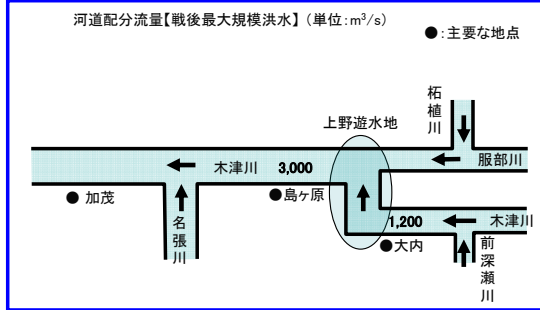 河道配分流量【戦後最大規模洪水】（単位：m³/s）
●：主要な地点
柘植川
上野遊水地
服部川
木津川 3,000
●加茂
名張川
●島ヶ原
1,200
木津川
●大内
前深瀬川